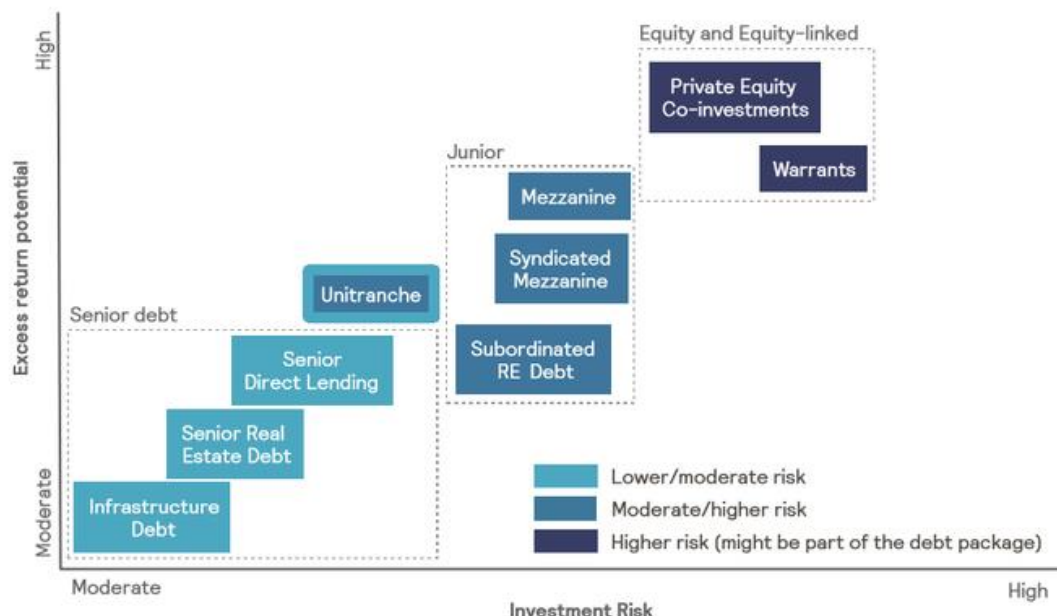 High
Equity and Equity-linked
Private Equity
Co-investments
Warrants
Junior
Mezzanine
Syndicated
Mezzanine
Subordinated
RE Debt
Unitranche
Senior debt
Senior
Direct Lending
Senior Real
Estate Debt
Infrastructure
Debt
Excess return potential
Moderate
Lower/moderate risk
Moderate/higher risk
Higher risk (might be part of the debt package)
Moderate
High
Investment Risk